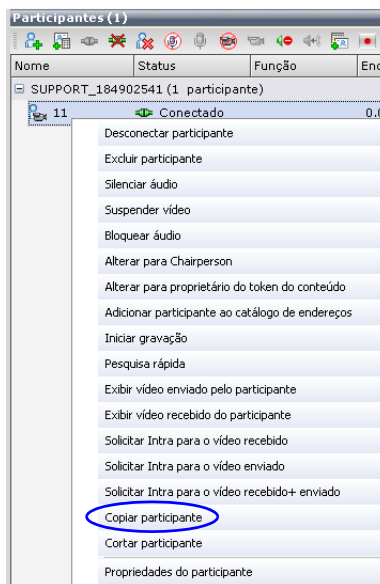 Participantes (1)
Nome Status Função End
SUPPORT_184902541 (1 participante)
11 Conectado 0.0
Desconectar participante
Excluir participante
Silenciar áudio
Suspender vídeo
Bloquear áudio
Alterar para Chairperson
Alterar para proprietário do token do conteúdo
Adicionar participante ao catálogo de endereços
Iniciar gravação
Pesquisa rápida
Exibir vídeo enviado pelo participante
Exibir vídeo recebido do participante
Solicitar Intra para o vídeo recebido
Solicitar Intra para o vídeo enviado
Solicitar Intra para o vídeo recebido+ enviado
Copiar participante
Cortar participante
Propriedades do participante